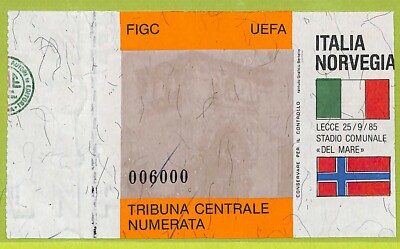 FIGC UEFA
ITALIA
NORVEGIA
LECCE 25/9/85
STADIO COMUNALE
«DEL MARE»
CONSERVARE PER IL CONTROLLO
006000
TRIBUNA CENTRALE
NUMERATA